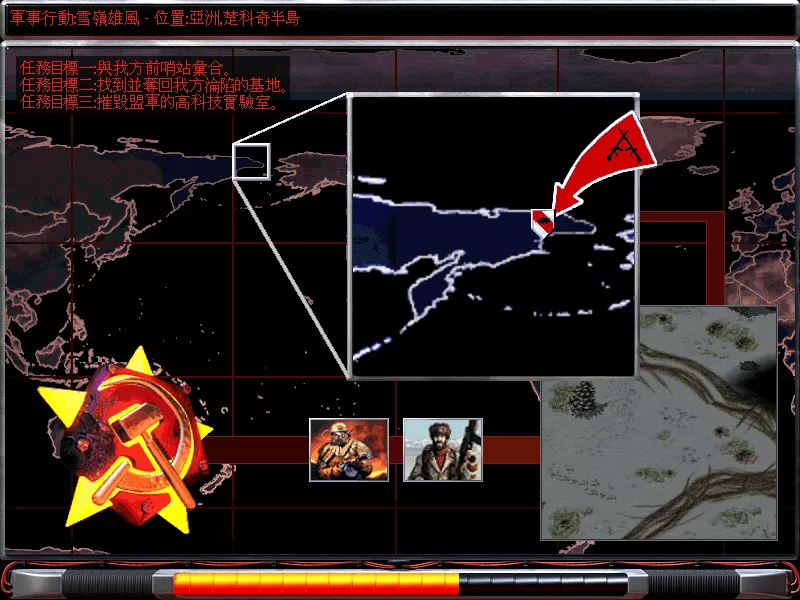 軍事行動:雪嶺雄風 - 位置:亞洲,楚科奇半島
任務目標一:與我方前哨站彙合。
任務目標二:找到並奪回我方淪陷的基地。
任務目標三:摧毀盟軍的高科技實驗室。